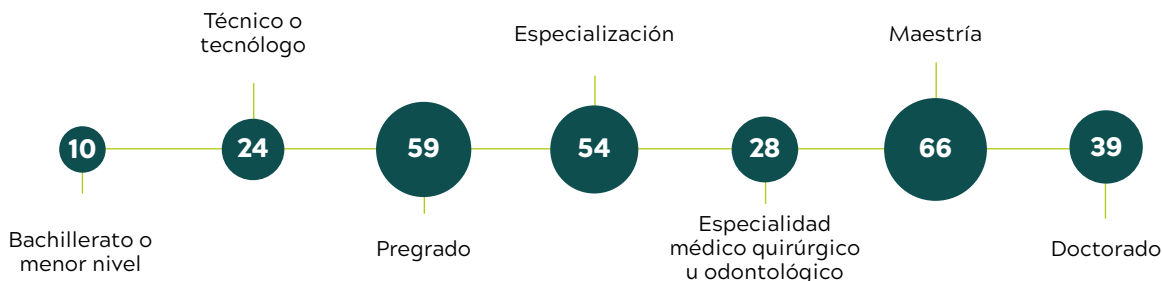 Técnico o
tecnólogo
Especialización
Maestría
10
24
59
54
28
66
39
Bachillerato o
menor nivel
Pregrado
Especialidad
médico quirúrgico
u odontológico
Doctorado